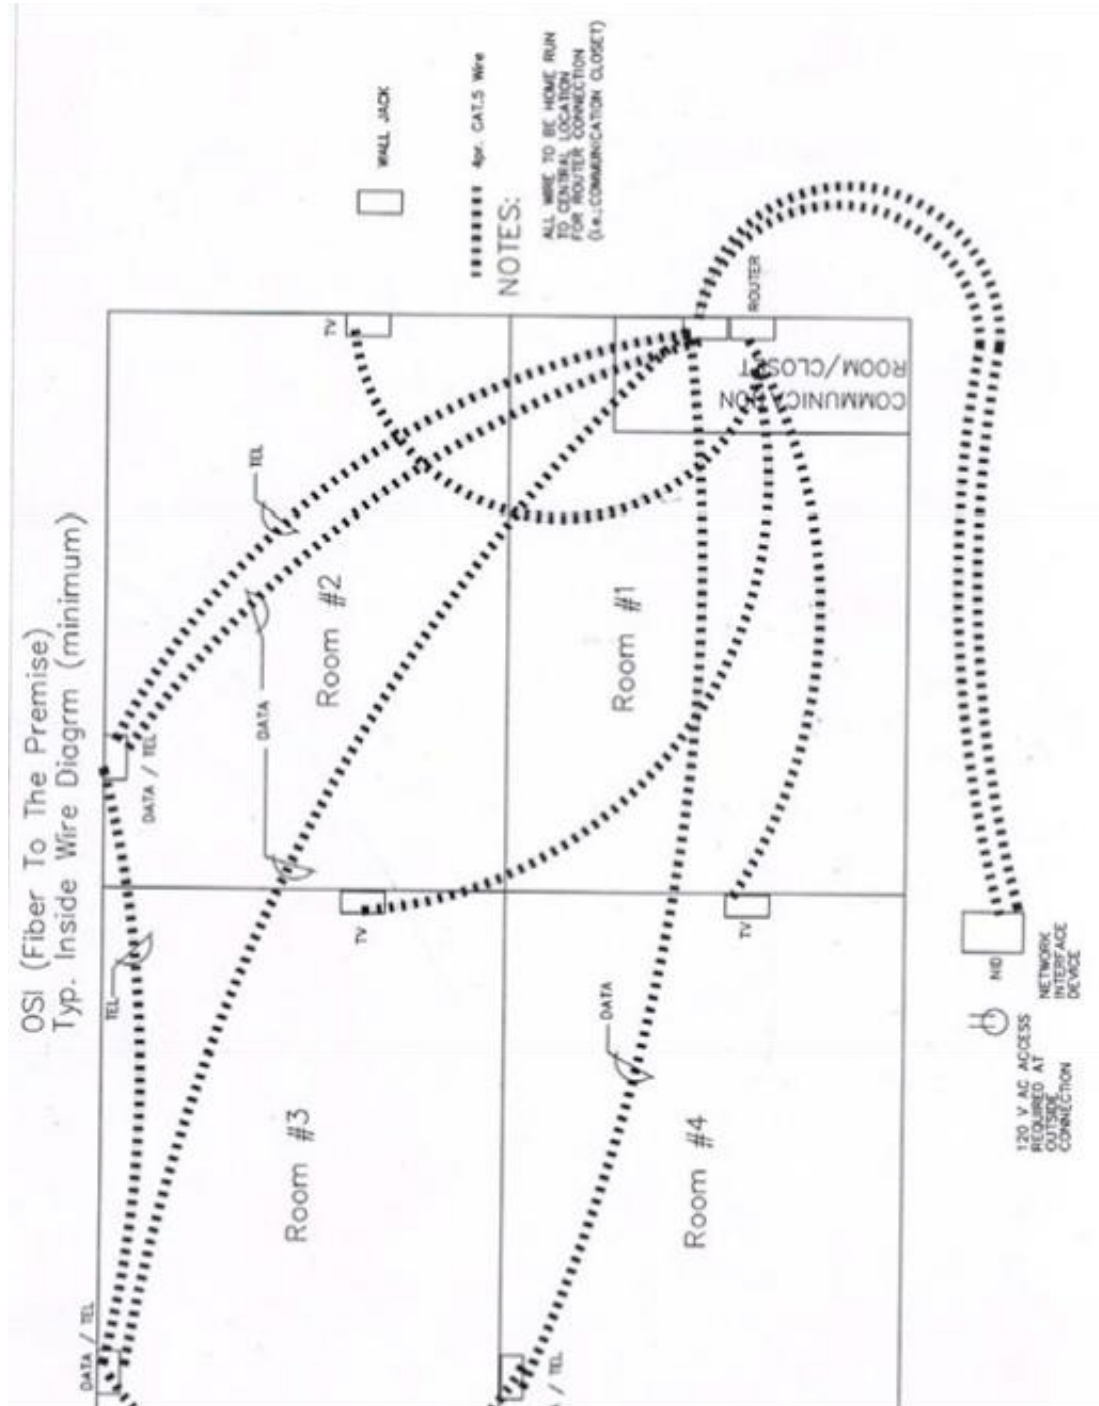 OSI (Fiber To The Premise)
Typ. Inside Wire Diagrm (minimum)
DATA / TEL
TEL
DATA / TEL
TEL
DATA
TV
TV
Room #3
Room #2
WALL JACK
4pr. CAT.5 Wire
NOTES:
ALL WIRE TO BE HOME RUN
TO CENTRAL LOCATION
FOR ROUTER CONNECTION
(i.e.;COMMUNICATION CLOSET)
/ TEL
DATA
Room #4
Room #1
TV
COMMUNICATION
ROOM/CLOSET
ROUTER
NID
NETWORK
INTERFACE
DEVICE
120 V AC ACCESS
REQUIRED AT
OUTSIDE
CONNECTION